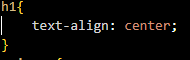 h1{
    text-align: center;
}